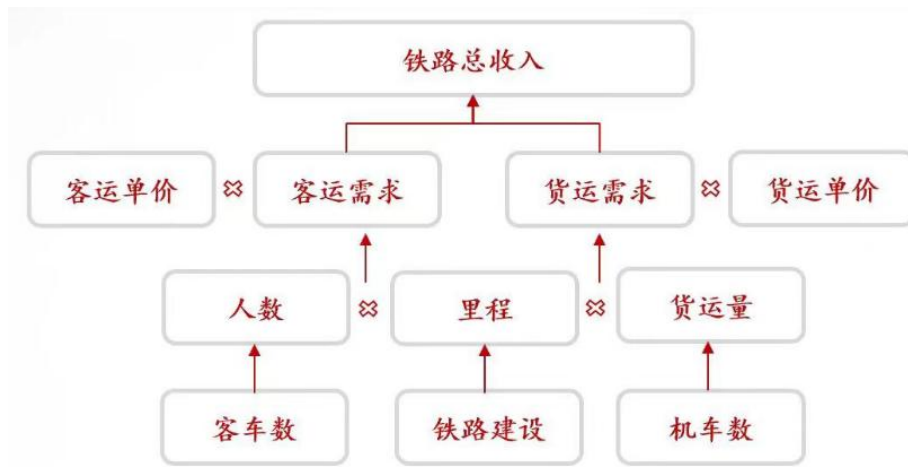 铁路总收入
客运单价 × 客运需求 货运需求 × 货运单价
人数 × 里程 × 货运量
客车数 铁路建设 机车数